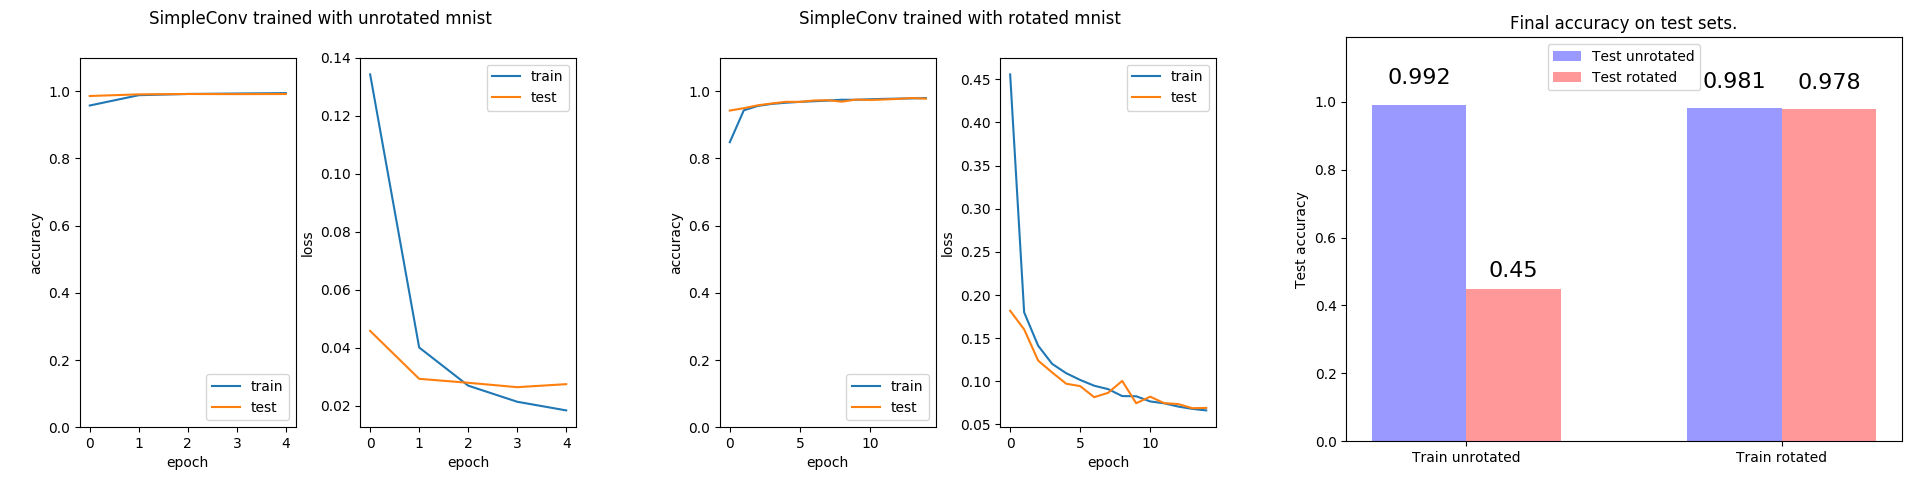 SimpleConv trained with unrotated mnist
accuracy
1.0
0.8
0.6
0.4
0.2
0.0
train
test
0 1 2 3 4
epoch
loss
0.14
0.12
0.10
0.08
0.06
0.04
0.02
train
test
0 1 2 3 4
epoch
SimpleConv trained with rotated mnist
accuracy
1.0
0.8
0.6
0.4
0.2
0.0
train
test
0 5 10
epoch
loss
0.45
0.40
0.35
0.30
0.25
0.20
0.15
0.10
0.05
train
test
0 5 10
epoch
Final accuracy on test sets.
Test accuracy
1.0
0.8
0.6
0.4
0.2
0.0
Test unrotated
Test rotated
0.992
0.45
0.981
0.978
Train unrotated
Train rotated